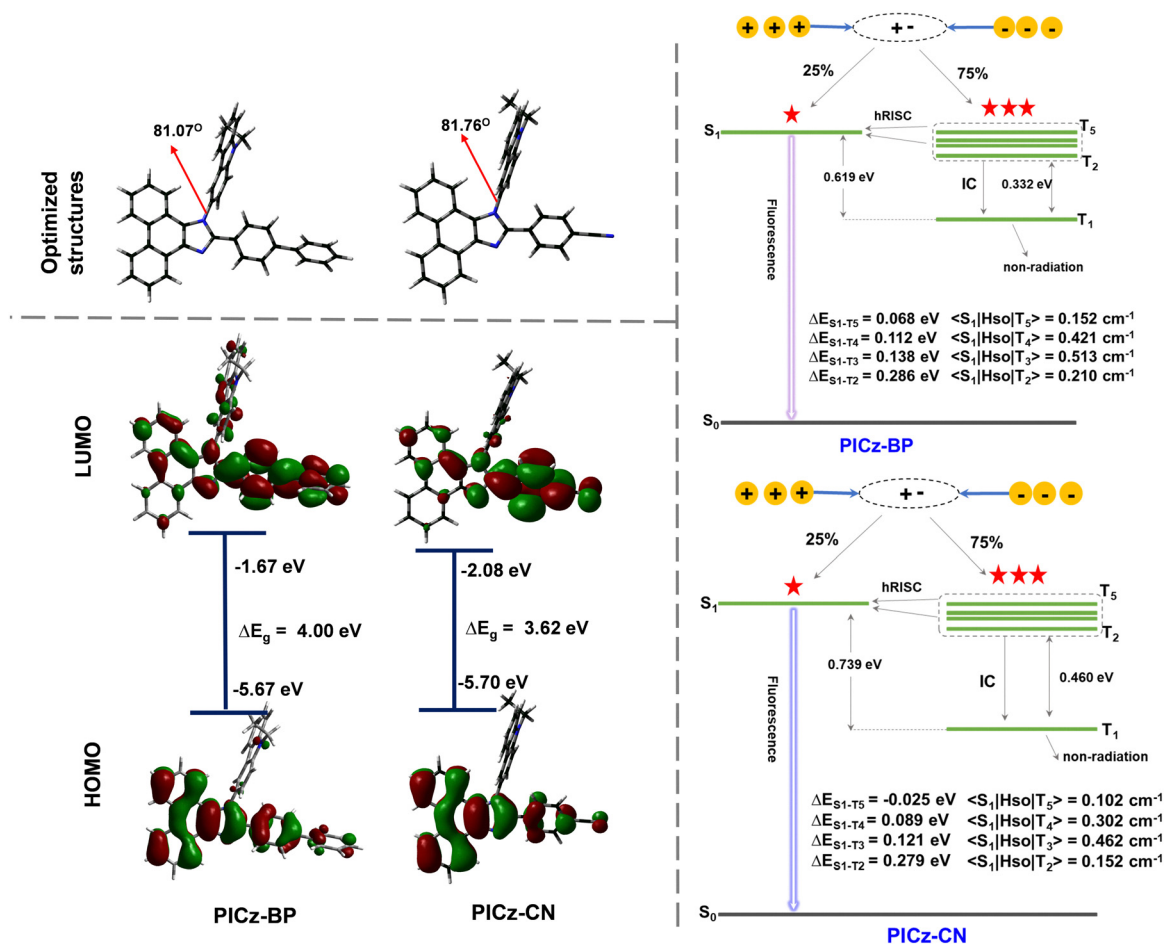 Optimized
structures
81.07O
81.76O
LUMO
-1.67 eV
-2.08 eV
ΔEg = 4.00 eV
ΔEg = 3.62 eV
-5.67 eV
-5.70 eV
HOMO
PICz-BP
PICz-CN
+ + +
+ -
- - -
25%
75%
S1
hRISC
T5
T2
0.619 eV
IC
0.332 eV
T1
Fluorescence
non-radiation
ΔES1-T5 = 0.068 eV <S1|Hso|T5> = 0.152 cm-1
ΔES1-T4 = 0.112 eV <S1|Hso|T4> = 0.421 cm-1
ΔES1-T3 = 0.138 eV <S1|Hso|T3> = 0.513 cm-1
ΔES1-T2 = 0.286 eV <S1|Hso|T2> = 0.210 cm-1
S0
PICz-BP
+ + +
+ -
- - -
25%
75%
S1
hRISC
T5
T2
0.739 eV
IC
0.460 eV
T1
Fluorescence
non-radiation
ΔES1-T5 = -0.025 eV <S1|Hso|T5> = 0.102 cm-1
ΔES1-T4 = 0.089 eV <S1|Hso|T4> = 0.302 cm-1
ΔES1-T3 = 0.121 eV <S1|Hso|T3> = 0.462 cm-1
ΔES1-T2 = 0.279 eV <S1|Hso|T2> = 0.152 cm-1
S0
PICz-CN